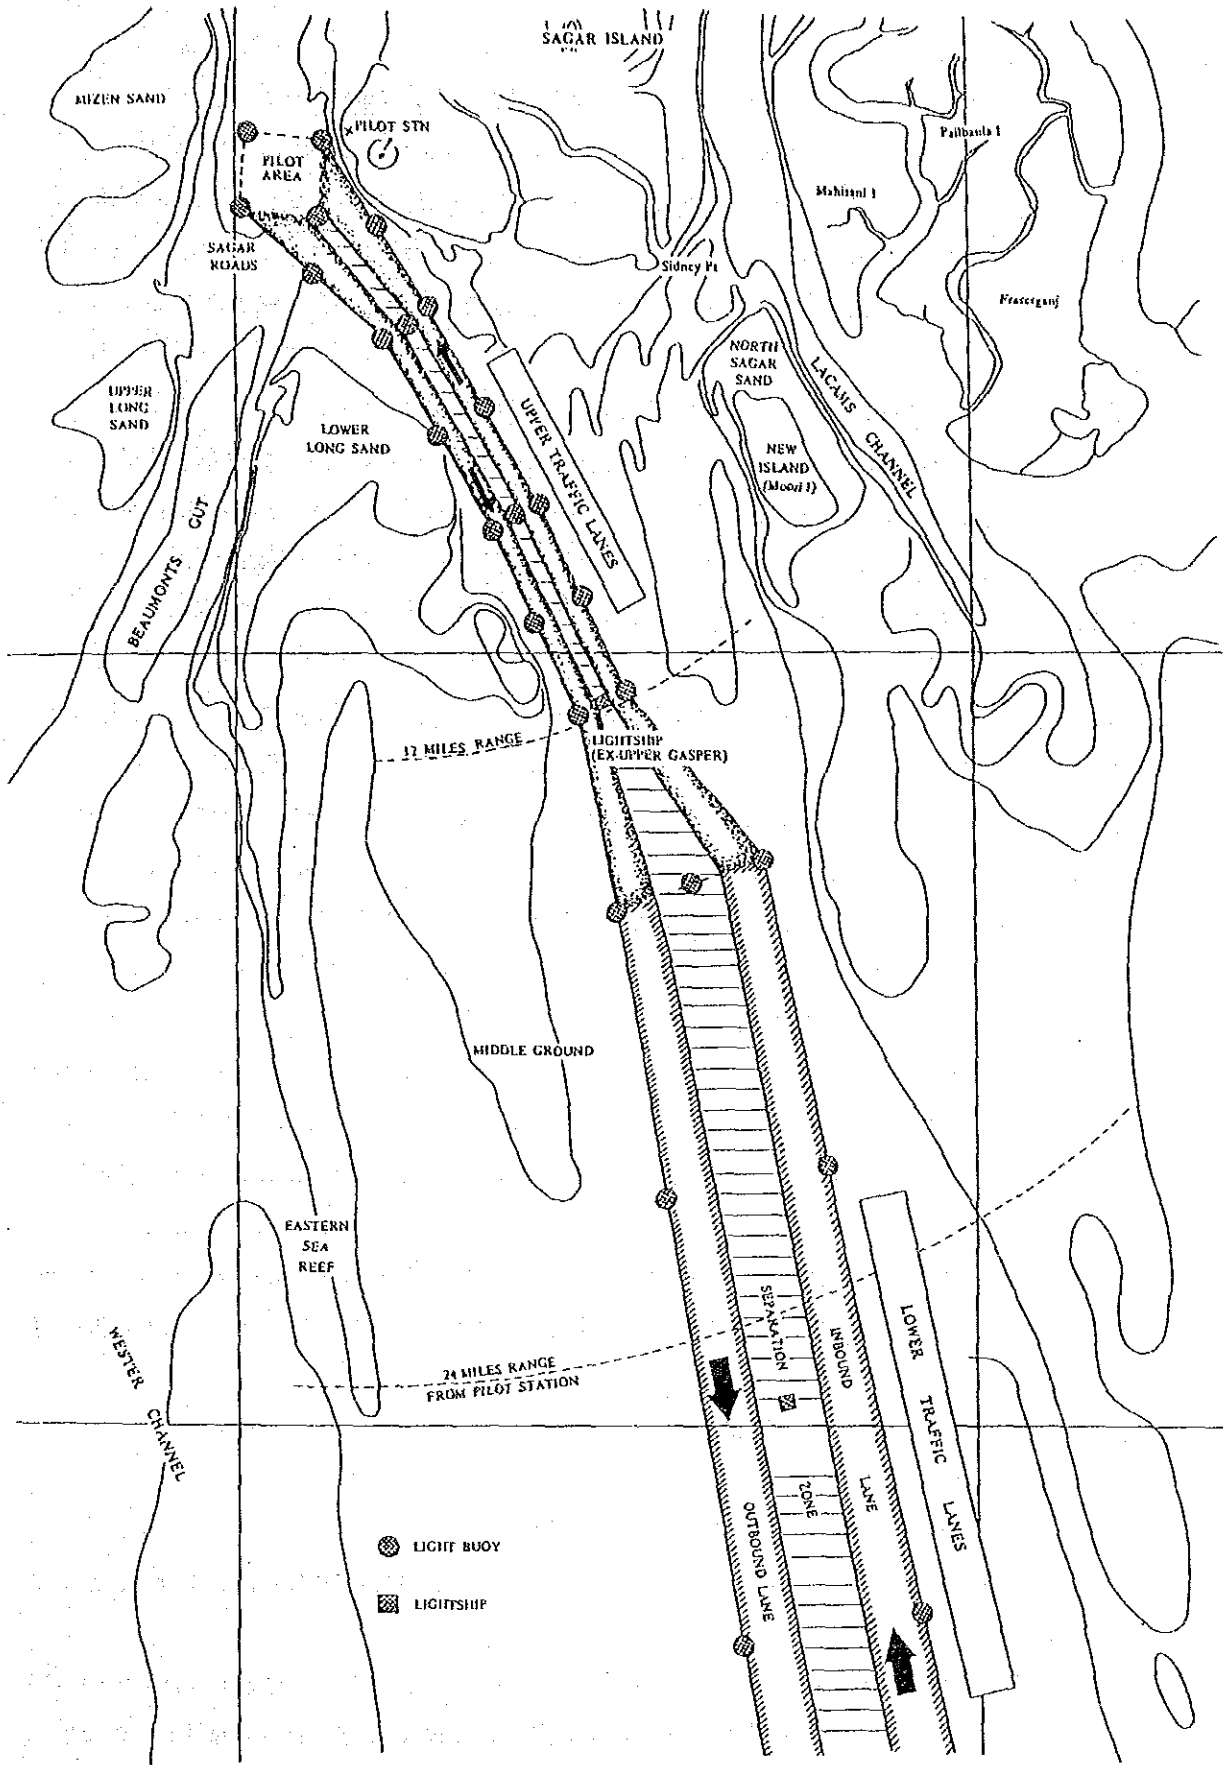 SAGAR ISLAND
MIZEN SAND
PILOT STN
PILOT
AREA
SAGAR
ROADS
Sidney Pt
Mahisani I
Fraserganj
UPPER
LONG
SAND
LOWER
LONG SAND
UPPER TRAFFIC LANES
NORTH
SAGAR
SAND
NEW
ISLAND
LACAMS
CHANNEL
BEAUMONTS GUT
12 MILES RANGE
LIGHTSHIP
(EX-UPPER GASPER)
MIDDLE GROUND
EASTERN
SEA
REEF
WESTER
CHANNEL
24 MILES RANGE
FROM PILOT STATION
SEPARATION
ZONE
INBOUND
LANE
OUTBOUND LANE
LOWER
TRAFFIC
LANES
LIGHT BUOY
LIGHTSHIP